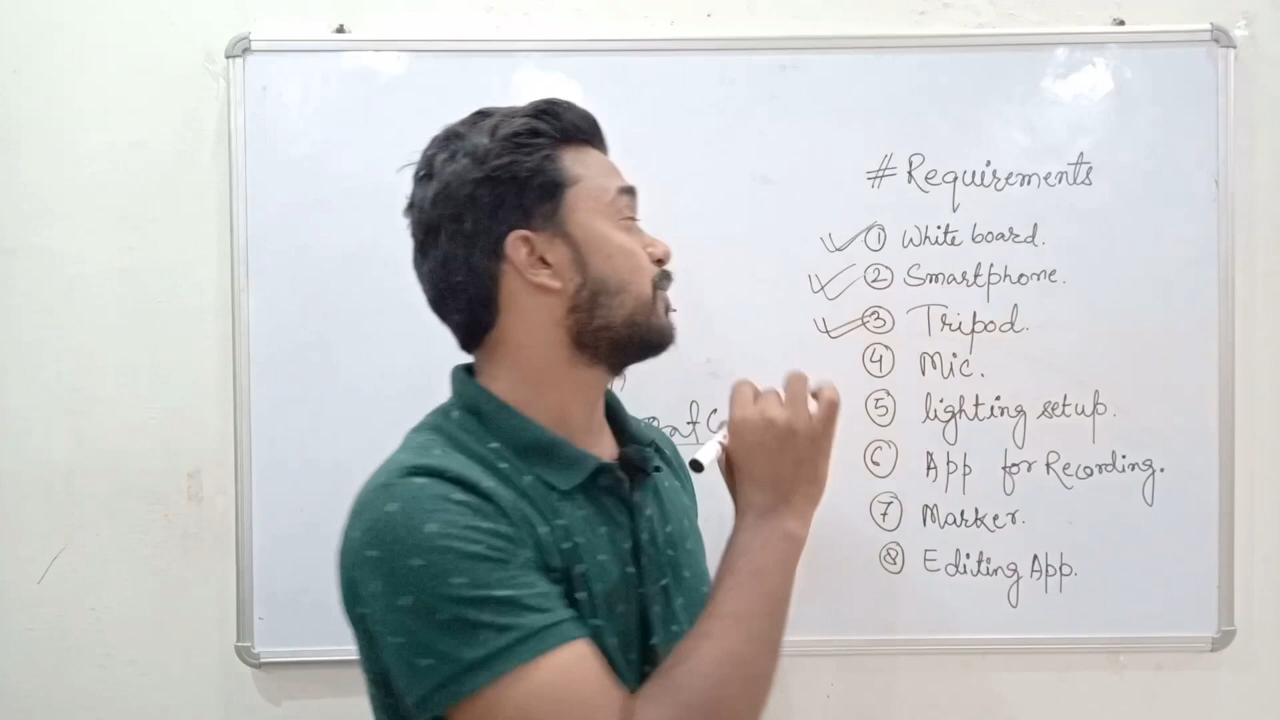 # Requirements
① White board.
② Smartphone.
③ Tripod.
④ Mic.
⑤ lighting setup.
⑥ App for Recording.
⑦ Marker.
⑧ Editing App.